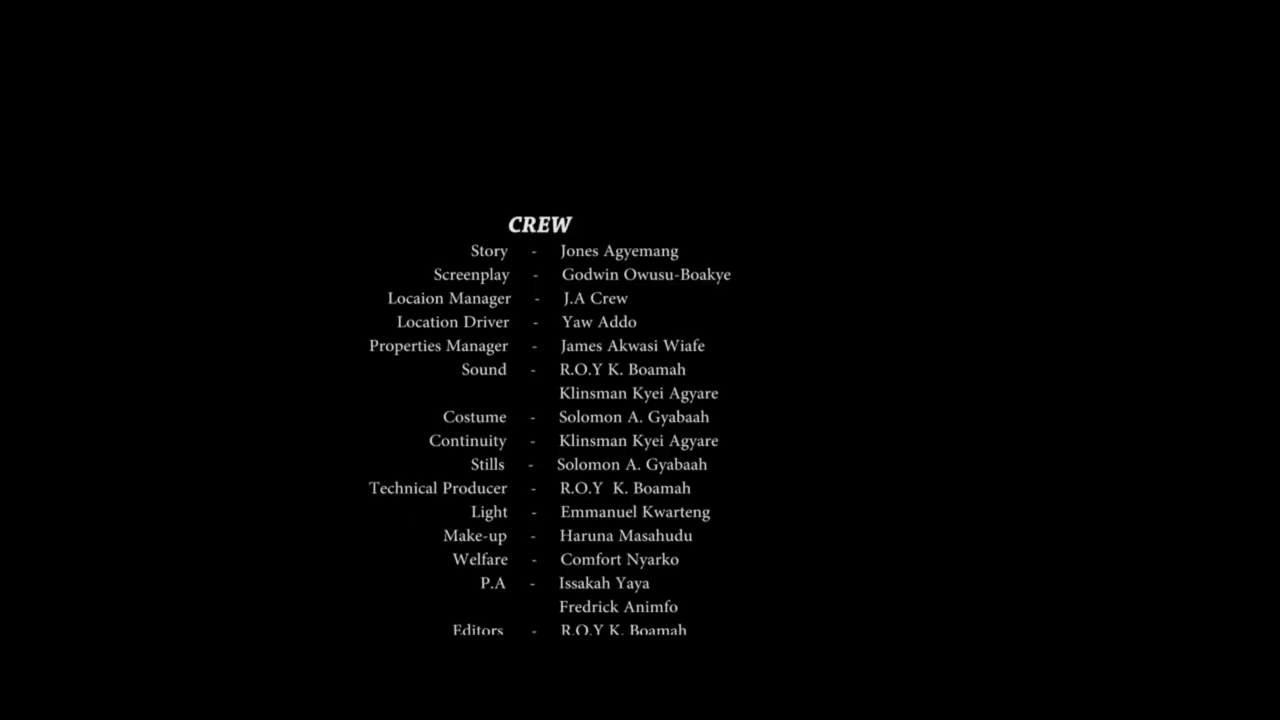 CREW
Story - Jones Agyemang
Screenplay - Godwin Owusu-Boakye
Locaion Manager - J.A Crew
Location Driver - Yaw Addo
Properties Manager - James Akwasi Wiafe
Sound - R.O.Y K. Boamah
Klinsman Kyei Agyare
Costume - Solomon A. Gyabaah
Continuity - Klinsman Kyei Agyare
Stills - Solomon A. Gyabaah
Technical Producer - R.O.Y K. Boamah
Light - Emmanuel Kwarteng
Make-up - Haruna Masahudu
Welfare - Comfort Nyarko
P.A - Issakah Yaya
Fredrick Animfo
Editors - R.O.Y K. Boamah